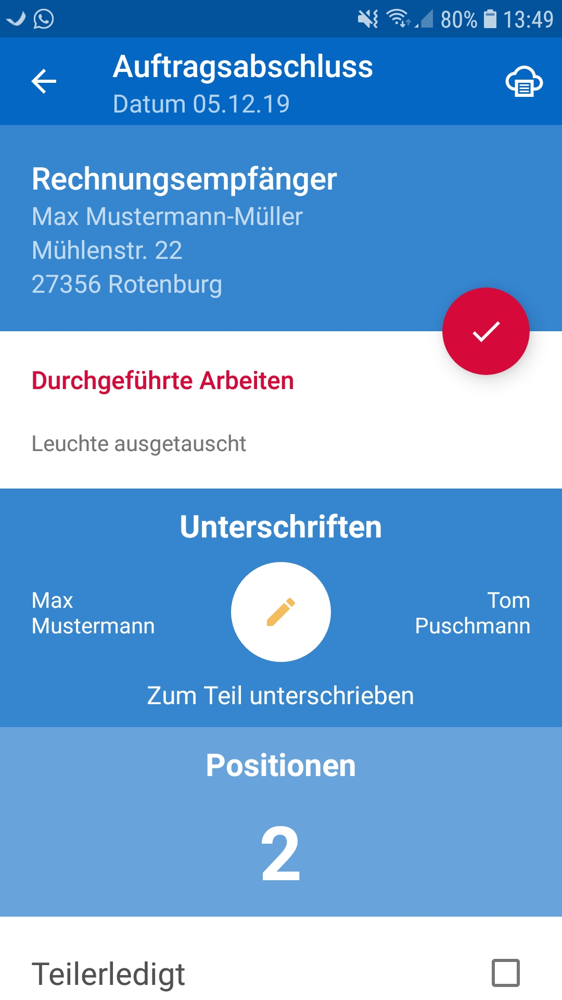 80% 13:49
Auftragsabschluss
Datum 05.12.19
Rechnungsempfänger
Max Mustermann-Müller
Mühlenstr. 22
27356 Rotenburg
Durchgeführte Arbeiten
Leuchte ausgetauscht
Unterschriften
Max
Mustermann
Tom
Puschmann
Zum Teil unterschrieben
Positionen
2
Teilerledigt